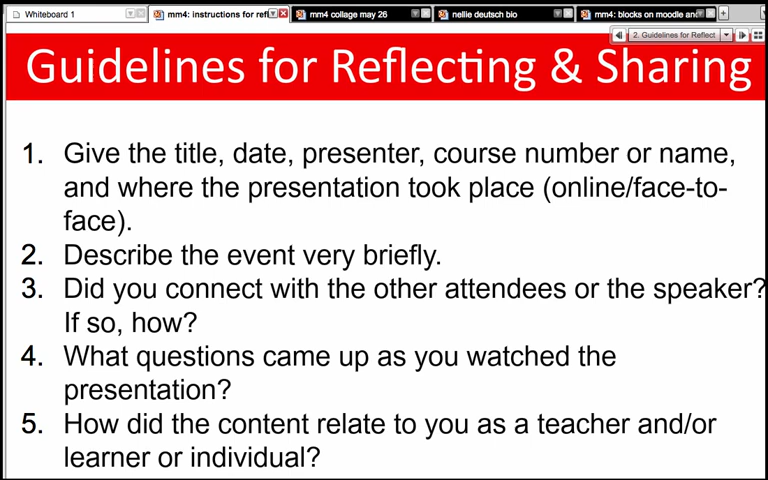 Whiteboard 1
mm4: instructions for refl
mm4 collage may 26
nellie deutsch bio
mm4: blocks on moodle and
2. Guidelines for Reflect
Guidelines for Reflecting & Sharing
1. Give the title, date, presenter, course number or name,
and where the presentation took place (online/face-to-
face).
2. Describe the event very briefly.
3. Did you connect with the other attendees or the speaker?
If so, how?
4. What questions came up as you watched the
presentation?
5. How did the content relate to you as a teacher and/or
learner or individual?